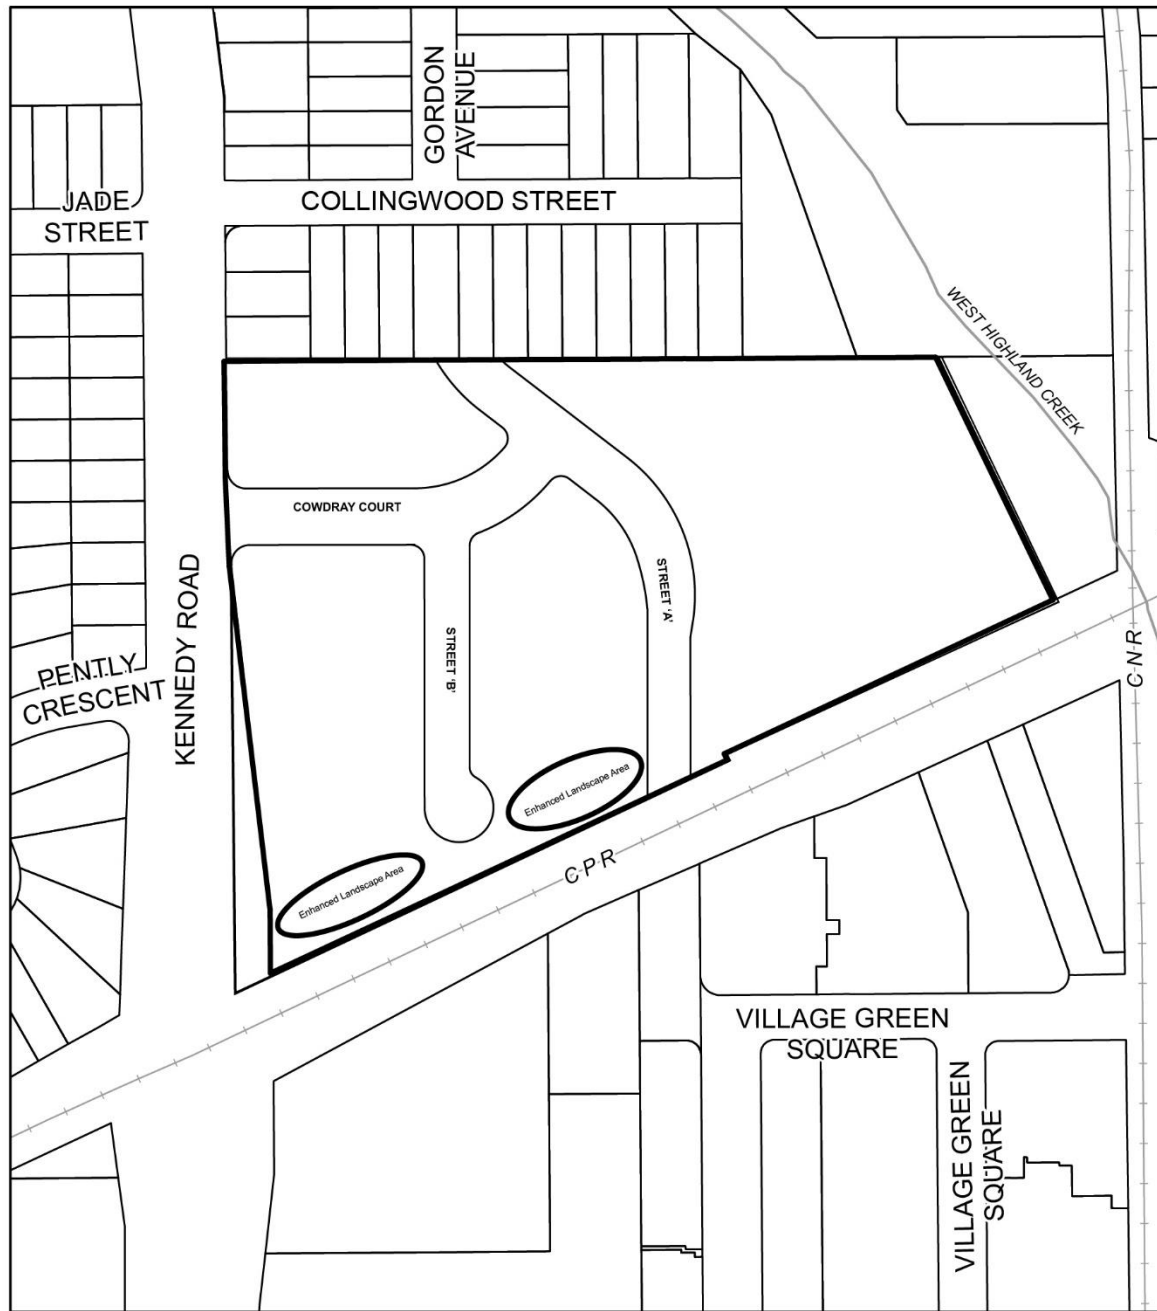 GORDON
AVENUE
JADE
STREET
COLLINGWOOD STREET
WEST HIGHLAND CREEK
COWDRAY COURT
KENNEDY ROAD
STREET 'A'
STREET 'B'
PENTLY
CRESCENT
C N R
Enhanced Landscape Area
C P R
Enhanced Landscape Area
VILLAGE GREEN
SQUARE
VILLAGE GREEN
SQUARE